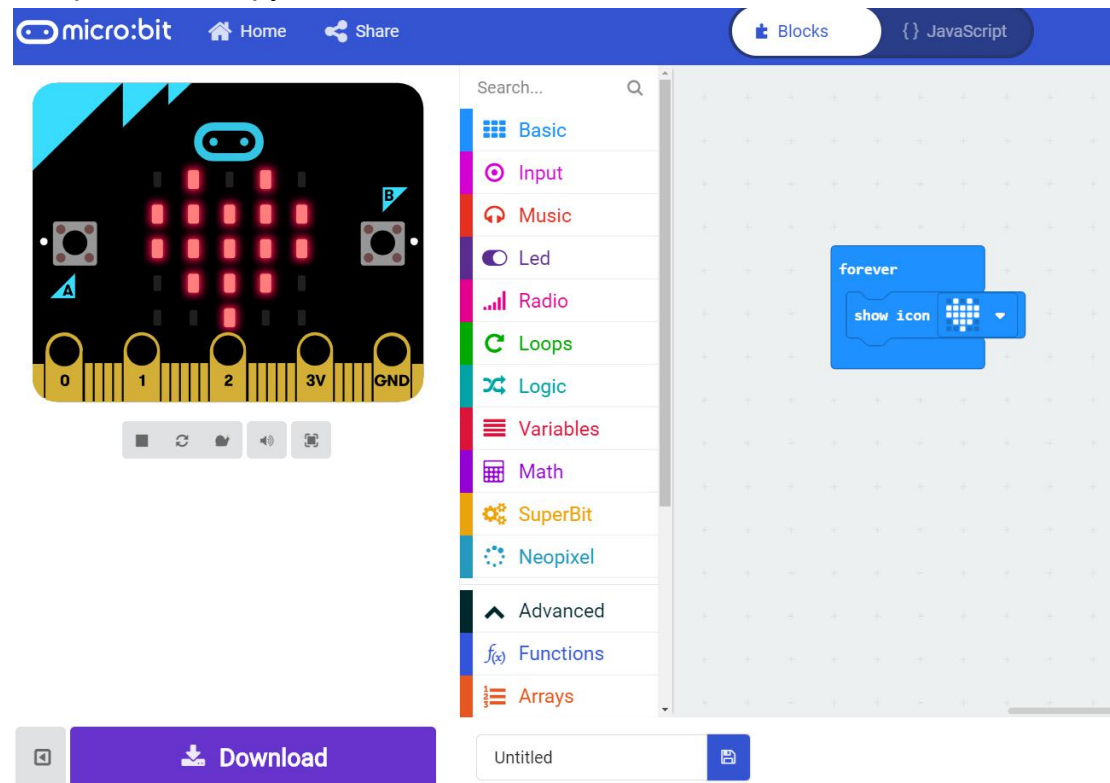 micro:bit Home Share Blocks {} JavaScript
Search...
Basic
Input
Music
Led
Radio
Loops
Logic
Variables
Math
SuperBit
Neopixel
Advanced
f(x) Functions
Arrays
B
A
0 1 2 3V GND
forever
show icon
Download
Untitled